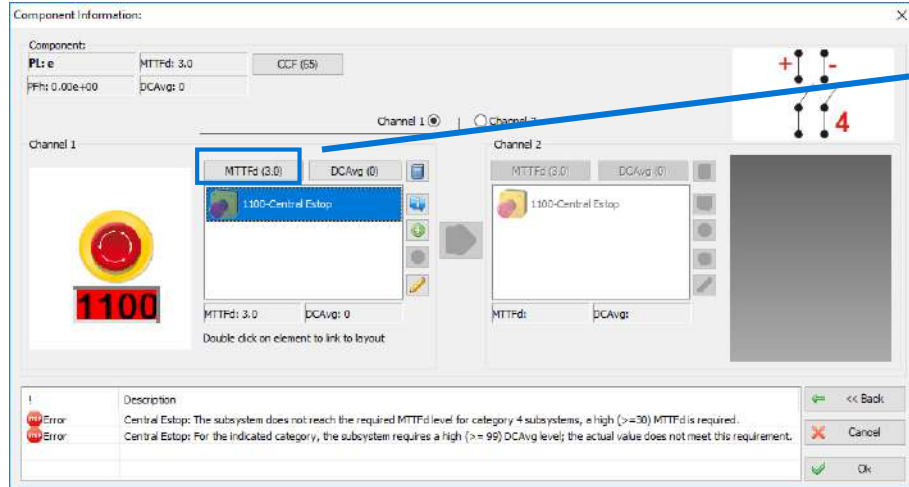 Component Information:
Component:
PL: e
MTTFd: 3.0
CCF (65)
PFh: 0.00e+00
DCAvg: 0
+ -
4
Channel 1 | Channel 2
Channel 1
Channel 2
MTTFd (3.0)
DCAvg (0)
MTTFd (3.0)
DCAvg (0)
1100-Central Estop
1100-Central Estop
1100
MTTFd: 3.0
DCAvg: 0
MTTFd:
DCAvg:
Double click on element to link to layout
! Description
Error Central Estop: The subsystem does not reach the required MTTFd level for category 4 subsystems, a high (>=30) MTTFd is required.
Error Central Estop: For the indicated category, the subsystem requires a high (>= 99) DCAvg level; the actual value does not meet this requirement.
<< Back
Cancel
Ok